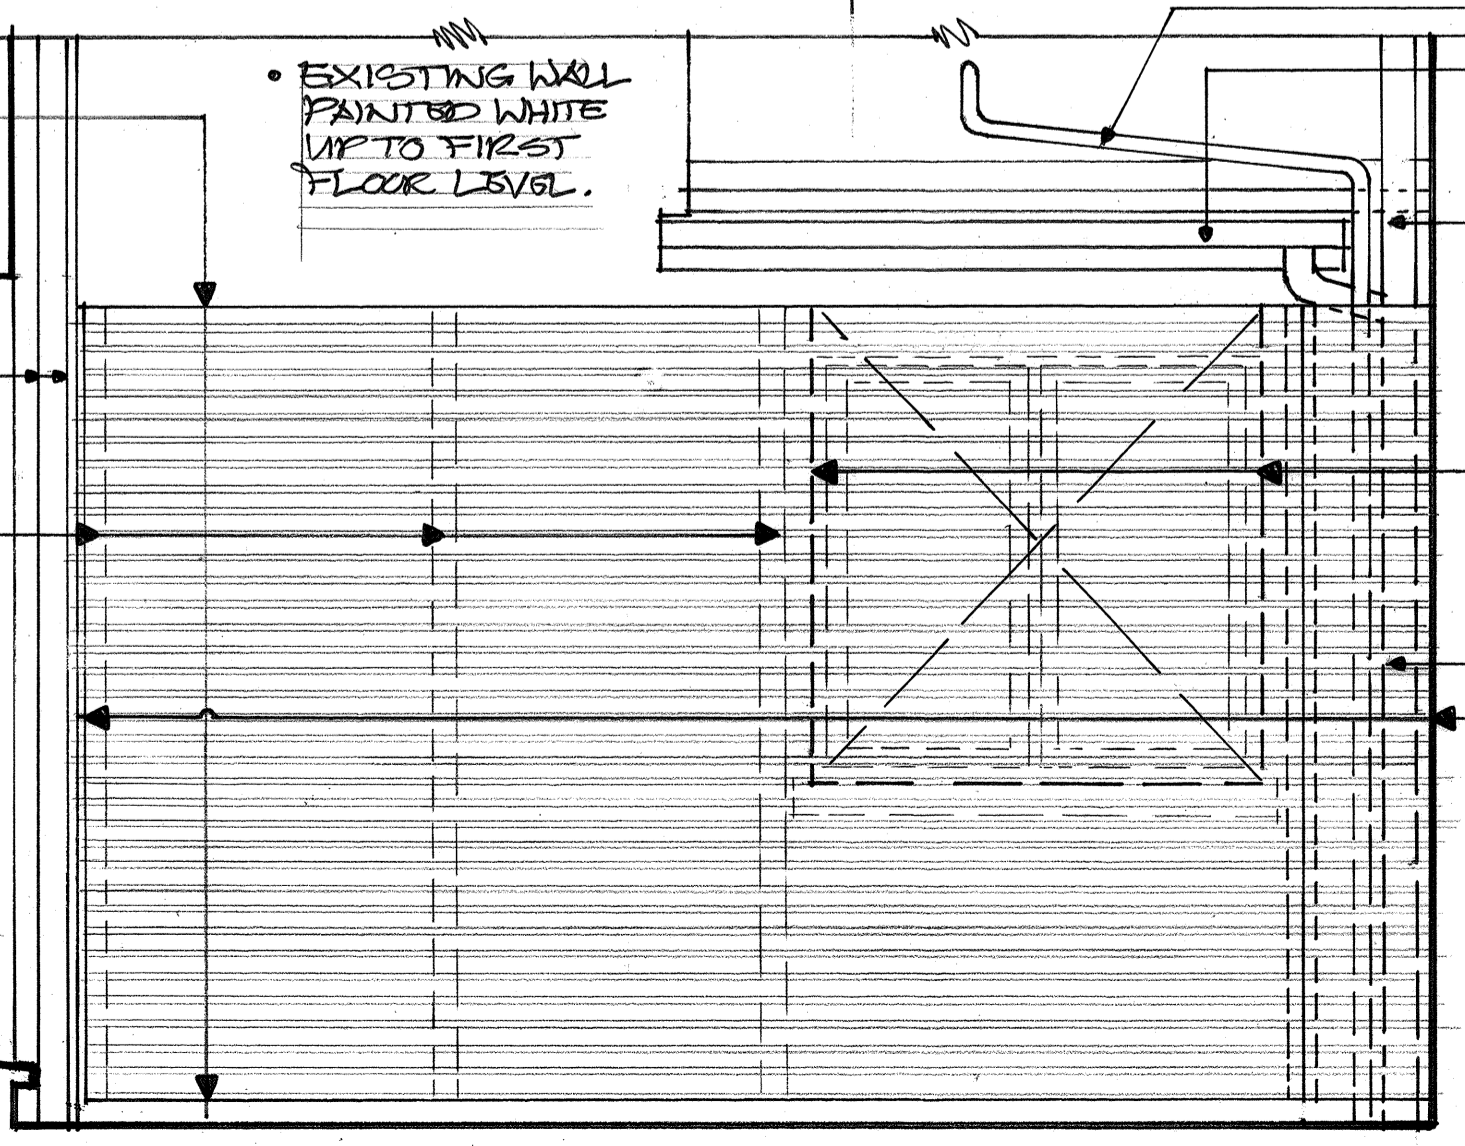 • EXISTING WALL
PAINTED WHITE
UP TO FIRST
FLOOR LEVEL.